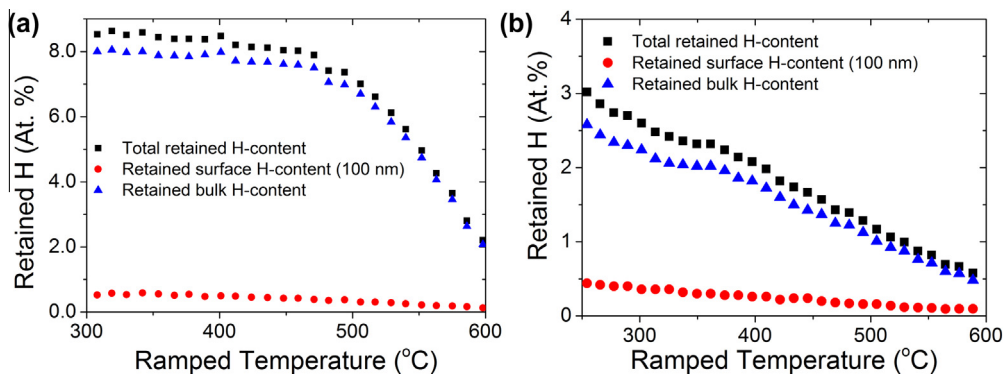 (a)
Retained H (At. %)
8.0
6.0
4.0
2.0
0.0
Total retained H-content
Retained surface H-content (100 nm)
Retained bulk H-content
300
400
500
600
Ramped Temperature (°C)
(b)
Retained H (At.%)
4
3
2
1
0
Total retained H-content
Retained surface H-content (100 nm)
Retained bulk H-content
300
400
500
600
Ramped Temperature (°C)